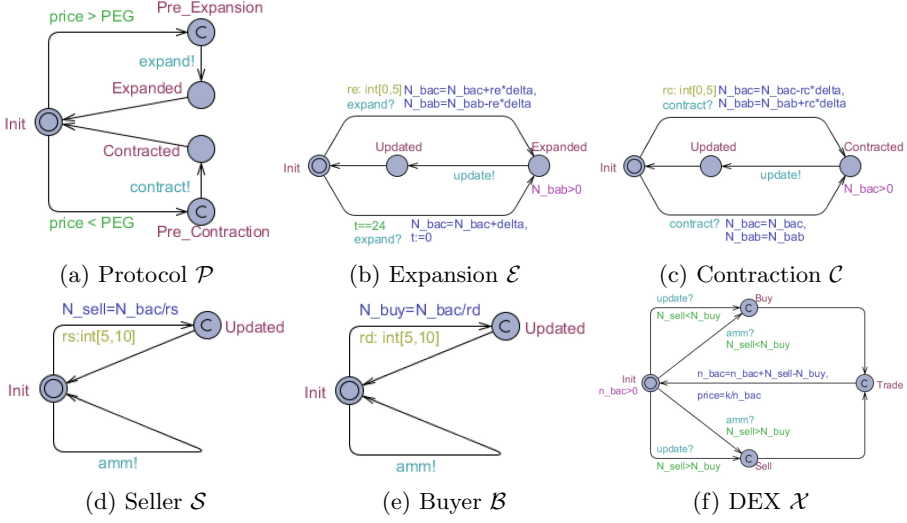 Pre_Expansion
price > PEG
C
expand!
Expanded
Init
Contracted
contract!
C
price < PEG
Pre_Contraction
(a) Protocol P
re: int[0,5] N_bac=N_bac+re*delta,
expand? N_bab=N_bab-re*delta
Updated
Expanded
Init
update!
N_bab>0
t==24 N_bac=N_bac+delta,
expand? t:=0
(b) Expansion E
rc: int[0,5] N_bac=N_bac-rc*delta,
contract? N_bab=N_bab+rc*delta
Updated
Contracted
Init
update!
N_bac>0
contract? N_bac=N_bac,
N_bab=N_bab
(c) Contraction C
N_sell=N_bac/rs
C
Updated
rs:int[5,10]
Init
amm!
(d) Seller S
N_buy=N_bac/rd
C
Updated
rd: int[5,10]
Init
amm!
(e) Buyer B
update?
Buy
C
N_sell<N_buy
amm?
N_sell<N_buy
Init
n_bac>0
n_bac=n_bac+N_sell-N_buy,
C
Trade
price=k/n_bac
amm?
N_sell>N_buy
update?
C
N_sell>N_buy
Sell
(f) DEX X